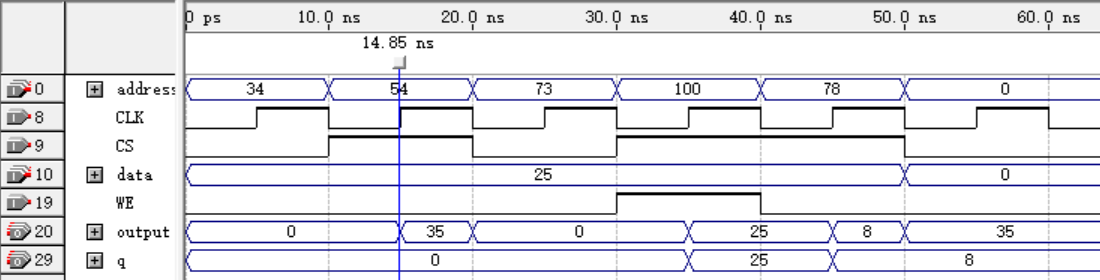 0 ps 10.0 ns 20.0 ns 30.0 ns 40.0 ns 50.0 ns 60.0 ns
14.85 ns
0 address 34 54 73 100 78 0
8 CLK
9 CS
10 data 25 0
19 WE
20 output 0 35 0 25 8 35
29 q 0 25 8